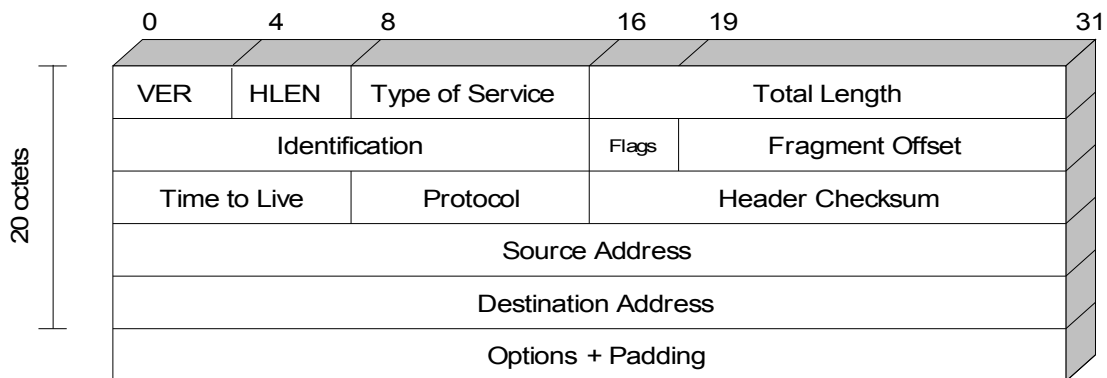 0 4 8 16 19 31
VER HLEN Type of Service Total Length
Identification Flags Fragment Offset
Time to Live Protocol Header Checksum
Source Address
Destination Address
Options + Padding
20 octets